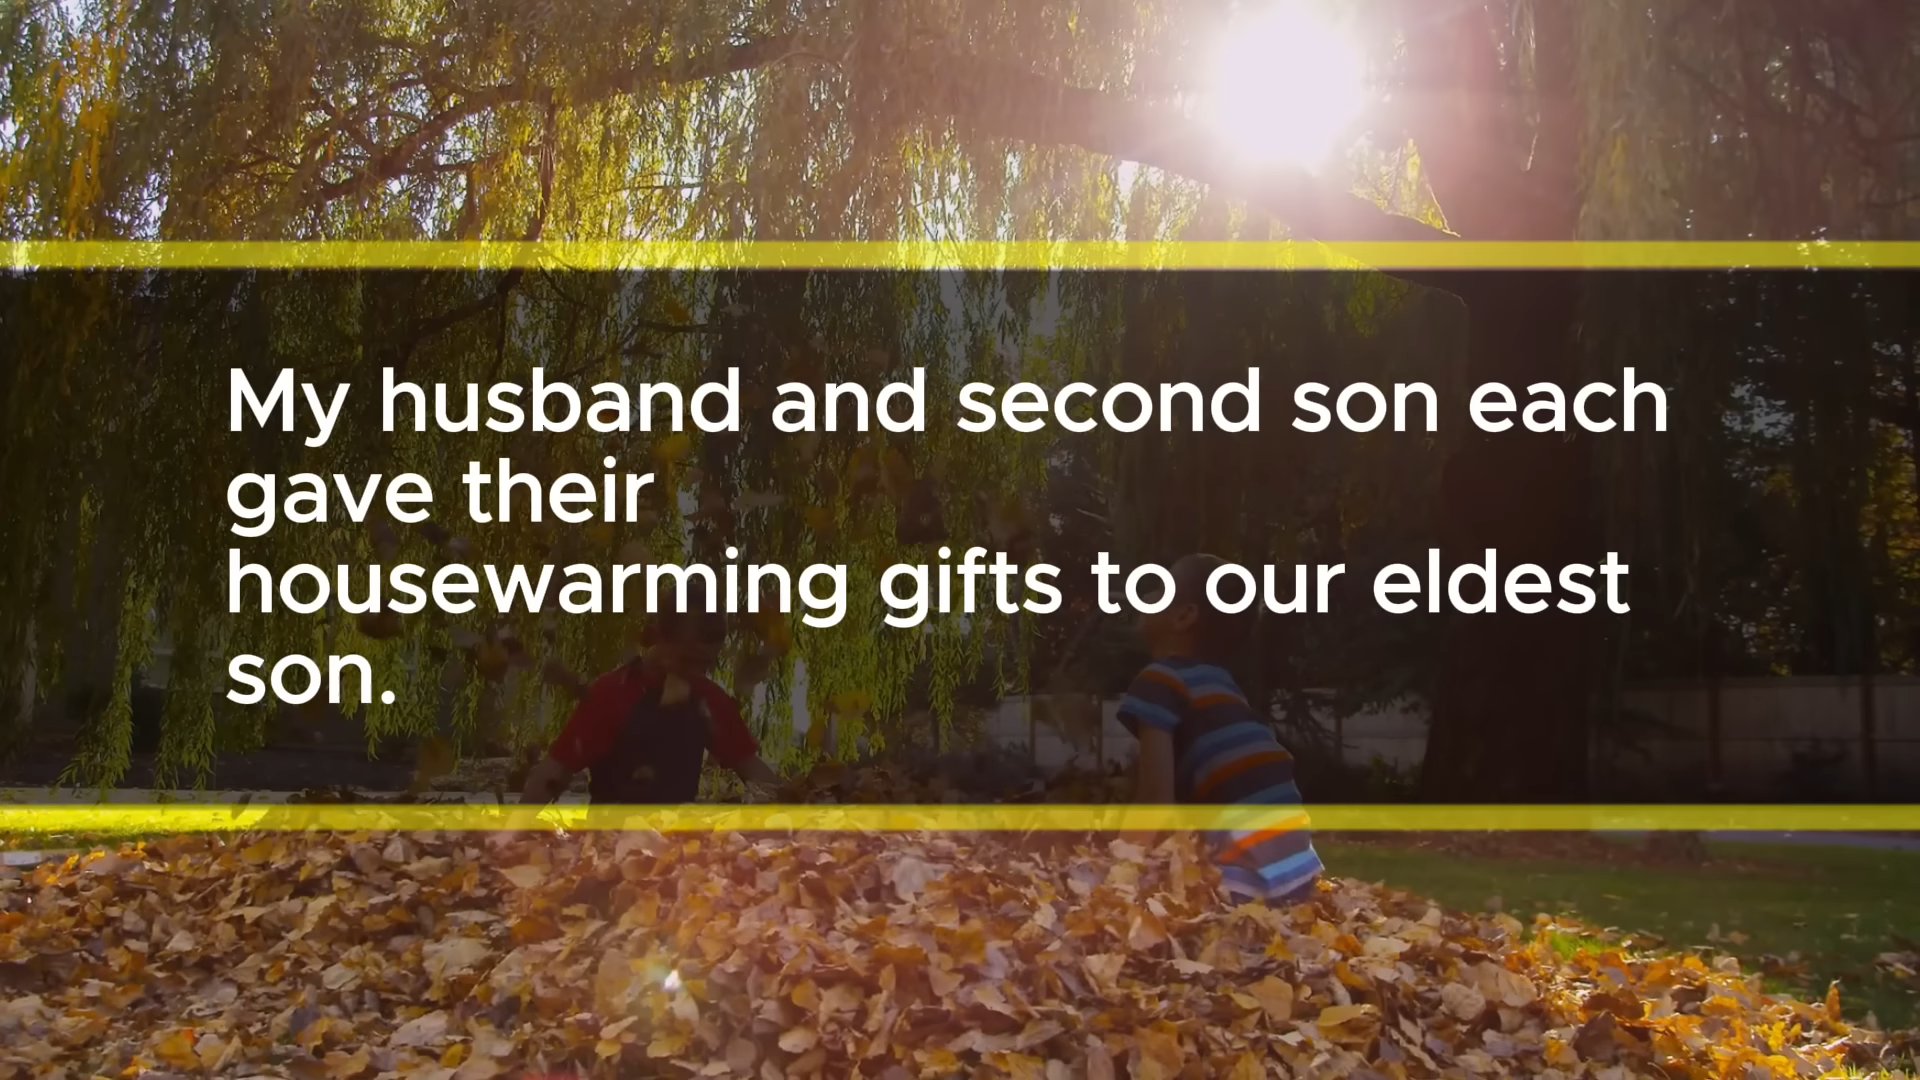 My husband and second son each
gave their
housewarming gifts to our eldest
son.